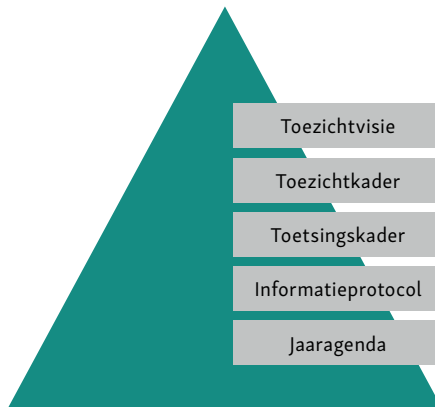 Toezichtvisie
Toezichtkader
Toetsingskader
Informatieprotocol
Jaaragenda